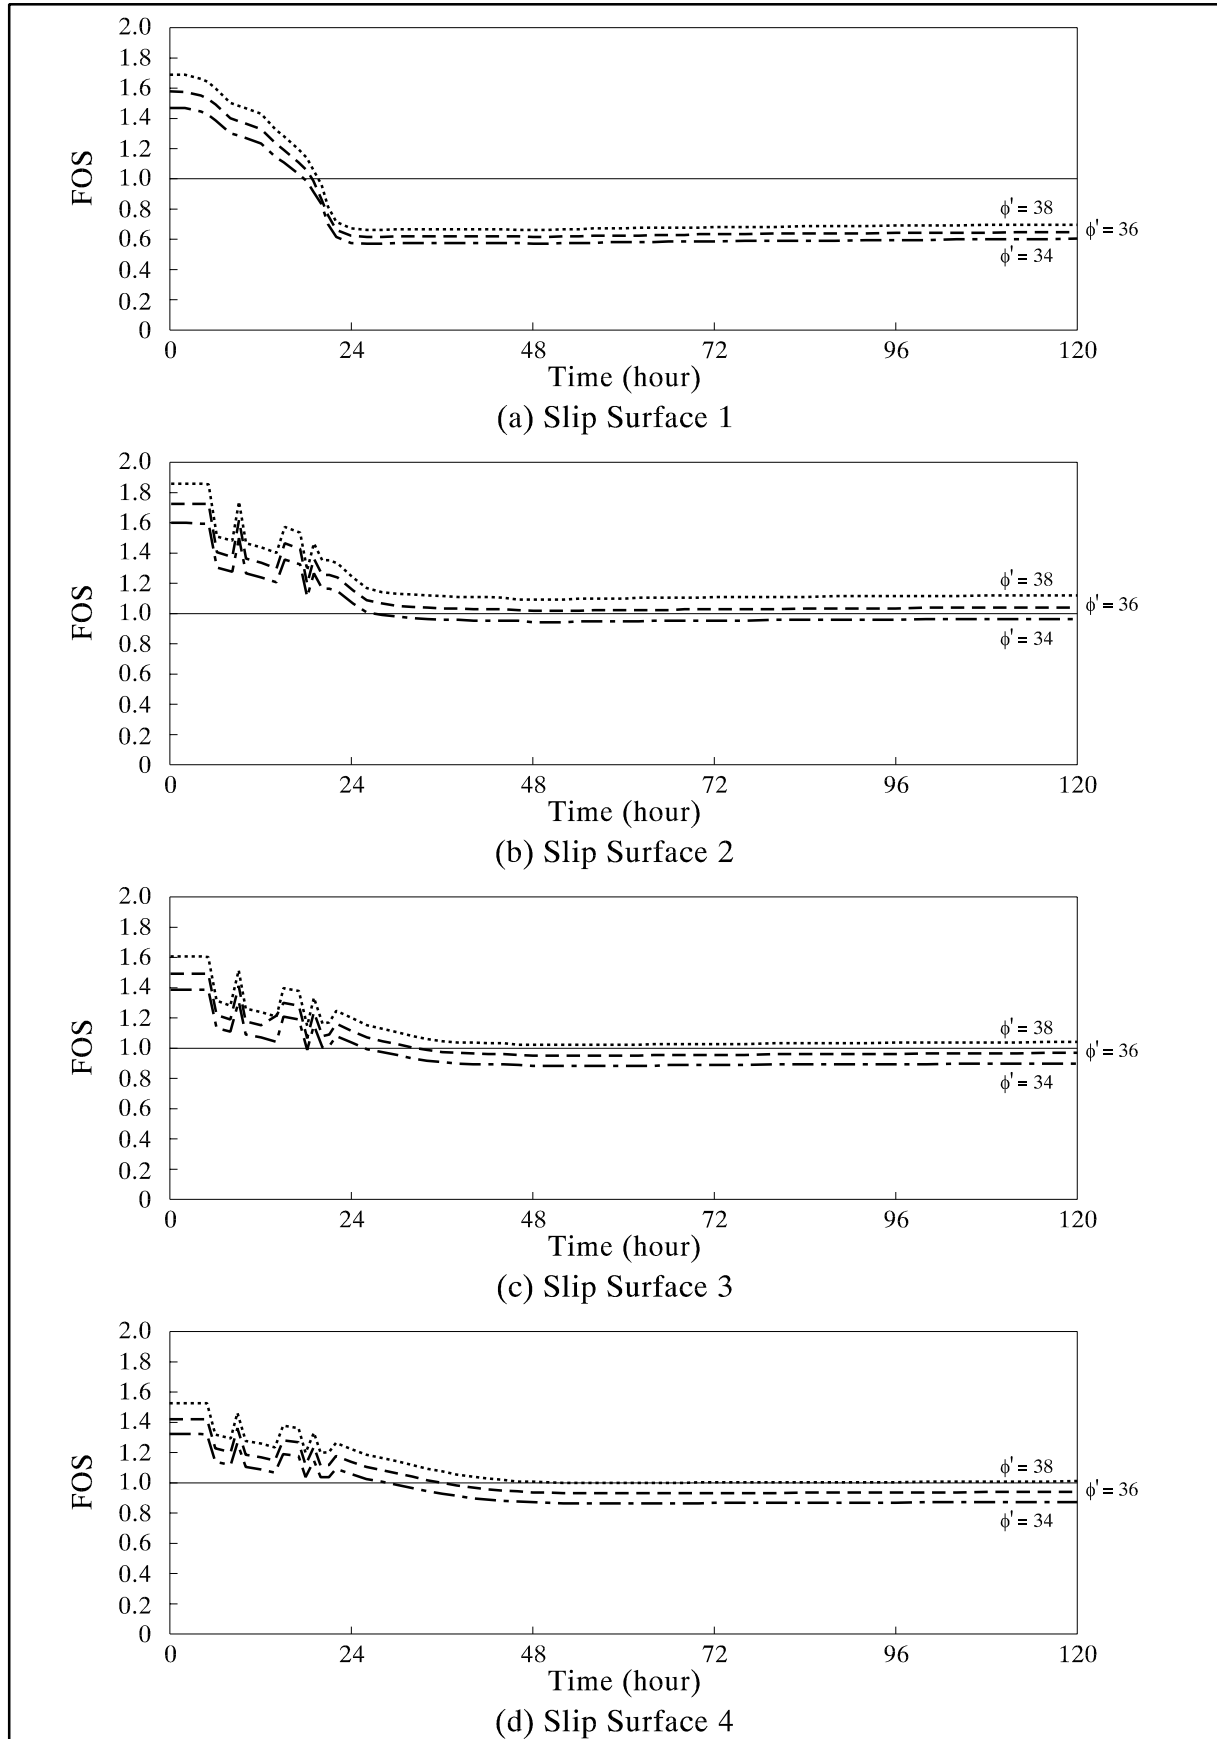 2.0
1.8
1.6
1.4
1.2
1.0
0.8
0.6
0.4
0.2
0
FOS
ϕ' = 38
ϕ' = 36
ϕ' = 34
0 24 48 72 96 120
Time (hour)
(a) Slip Surface 1
2.0
1.8
1.6
1.4
1.2
1.0
0.8
0.6
0.4
0.2
0
FOS
ϕ' = 38
ϕ' = 36
ϕ' = 34
0 24 48 72 96 120
Time (hour)
(b) Slip Surface 2
2.0
1.8
1.6
1.4
1.2
1.0
0.8
0.6
0.4
0.2
0
FOS
ϕ' = 38
ϕ' = 36
ϕ' = 34
0 24 48 72 96 120
Time (hour)
(c) Slip Surface 3
2.0
1.8
1.6
1.4
1.2
1.0
0.8
0.6
0.4
0.2
0
FOS
ϕ' = 38
ϕ' = 36
ϕ' = 34
0 24 48 72 96 120
Time (hour)
(d) Slip Surface 4